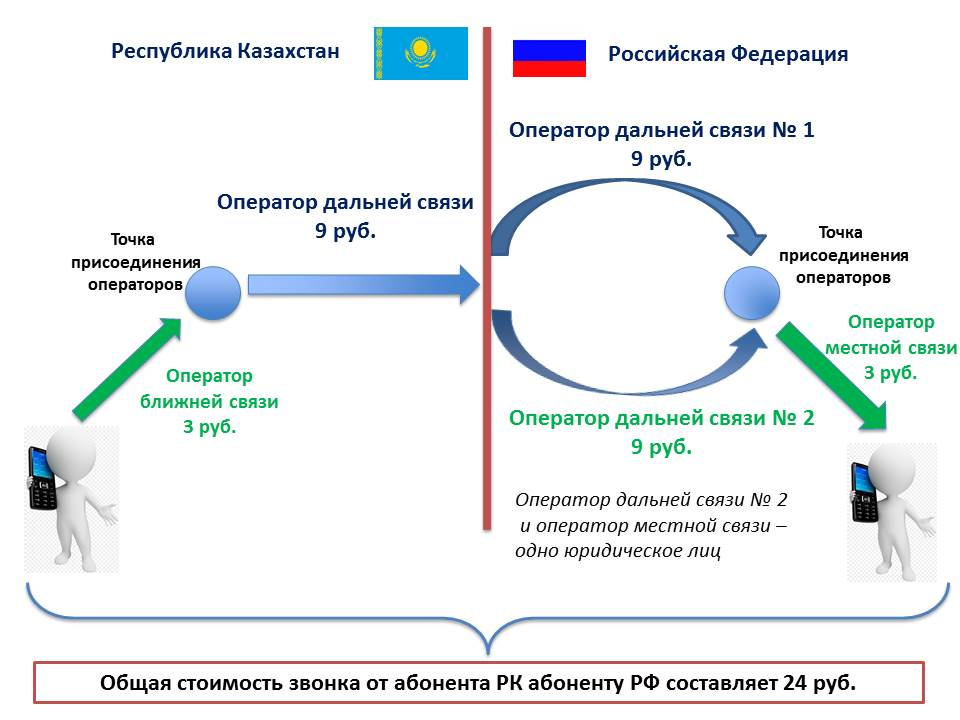 Республика Казахстан
Российская Федерация
Оператор дальней связи № 1
9 руб.
Оператор дальней связи
9 руб.
Точка
присоединения
операторов
Точка
присоединения
операторов
Оператор
ближней связи
3 руб.
Оператор
местной связи
3 руб.
Оператор дальней связи № 2
9 руб.
Оператор дальней связи № 2
и оператор местной связи –
одно юридическое лиц
Общая стоимость звонка от абонента РК абоненту РФ составляет 24 руб.